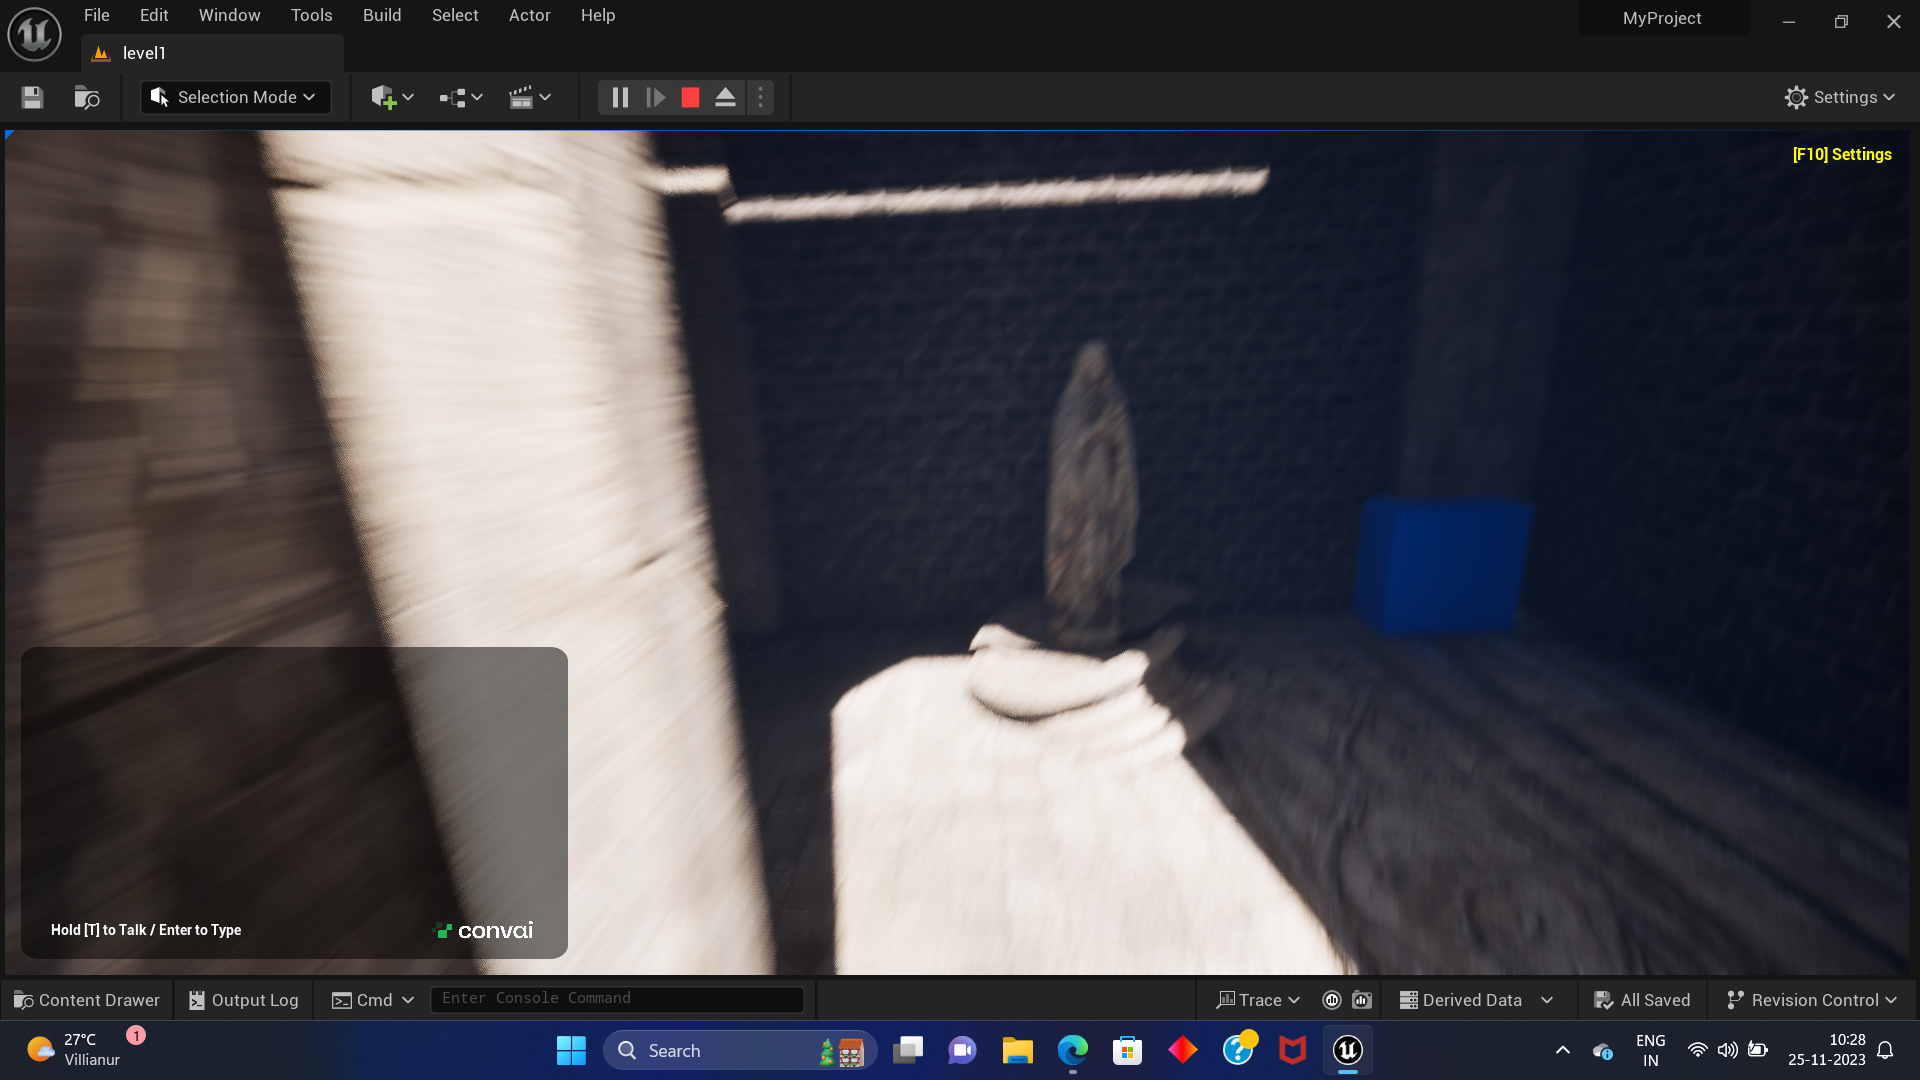 File Edit Window Tools Build Select Actor Help
MyProject
level1
Selection Mode
Settings
[F10] Settings
Hold [T] to Talk / Enter to Type
convai
Content Drawer
Output Log
Cmd
Enter Console Command
Trace
Derived Data
All Saved
Revision Control
27°C
Villianur
1
Search
ENG
IN
10:28
25-11-2023